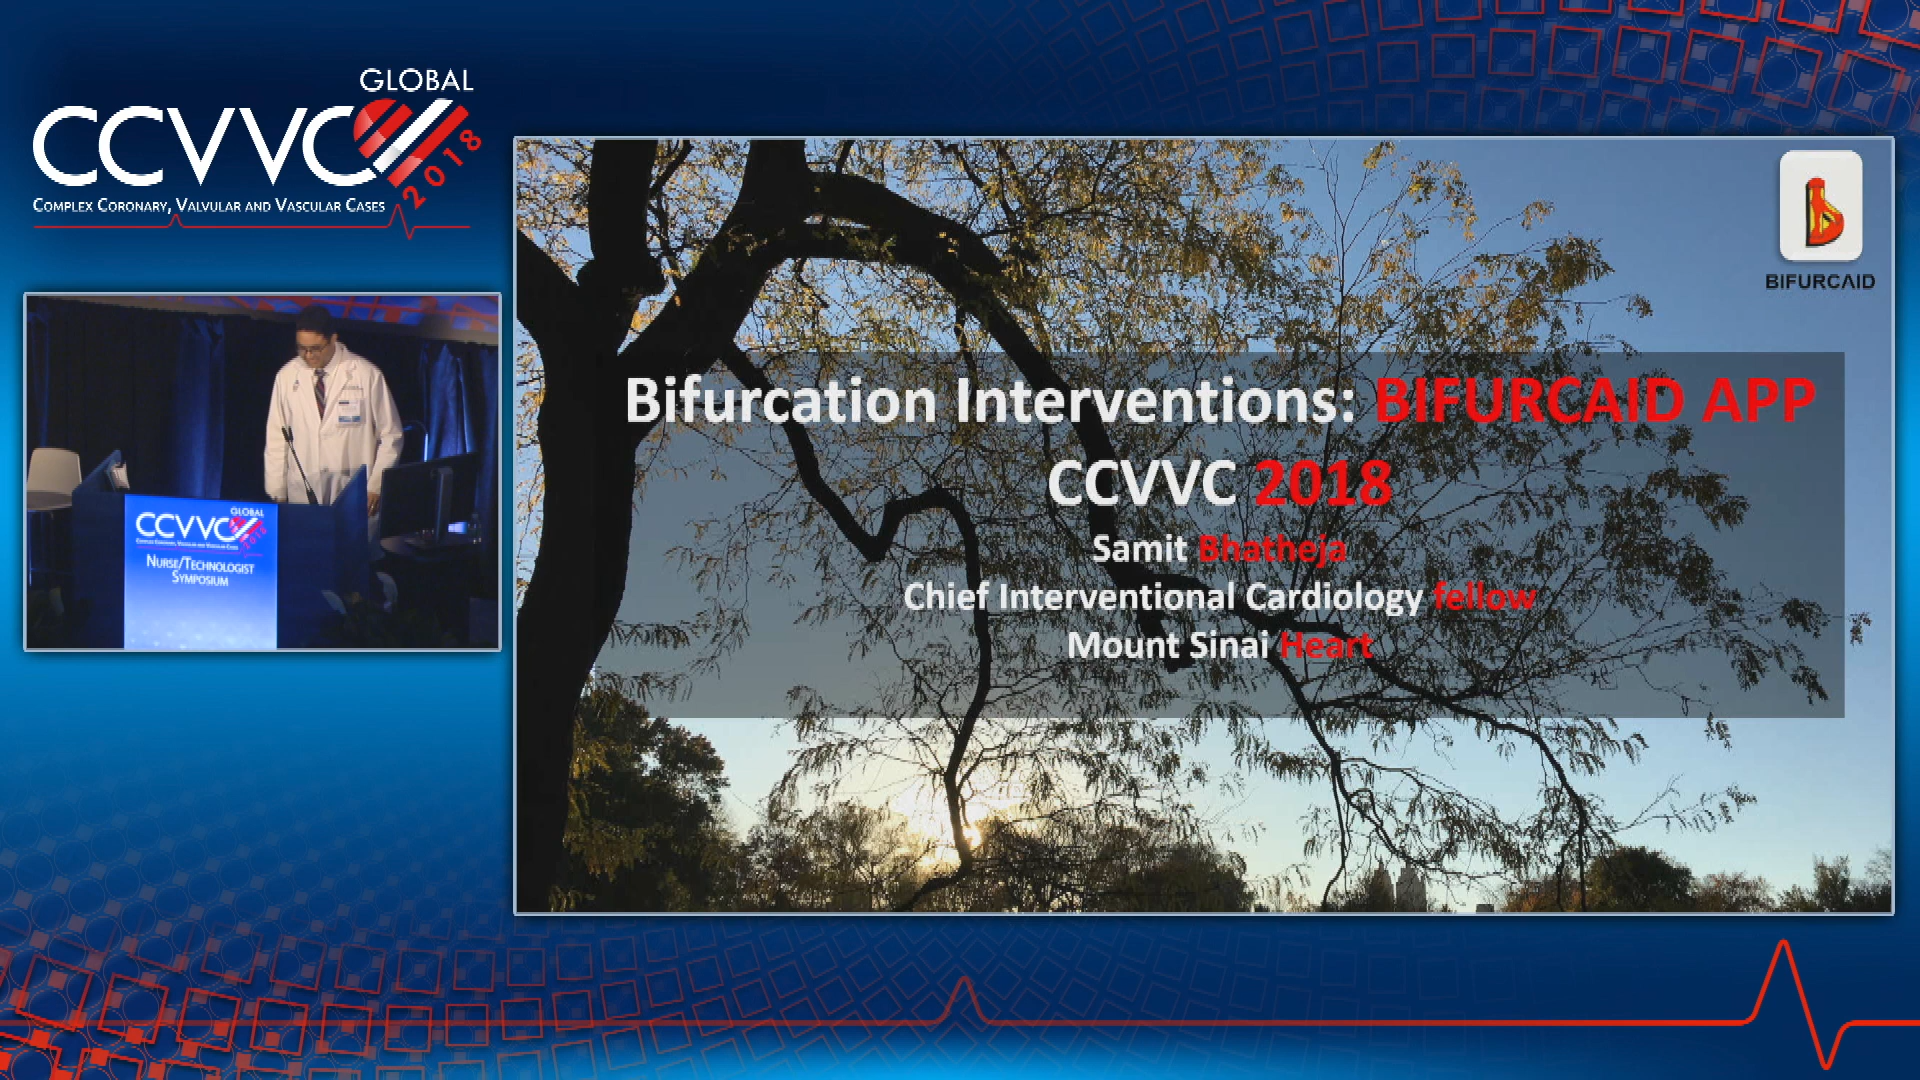 GLOBAL
CCVVC
2018
COMPLEX CORONARY, VALVULAR AND VASCULAR CASES
BIFURCAID
Bifurcation Interventions: BIFURCAID APP
CCVVC 2018
Samit Bhatheja
Chief Interventional Cardiology fellow
Mount Sinai Heart
GLOBAL
CCVVC
2018
NURSE/TECHNOLOGIST
SYMPOSIUM